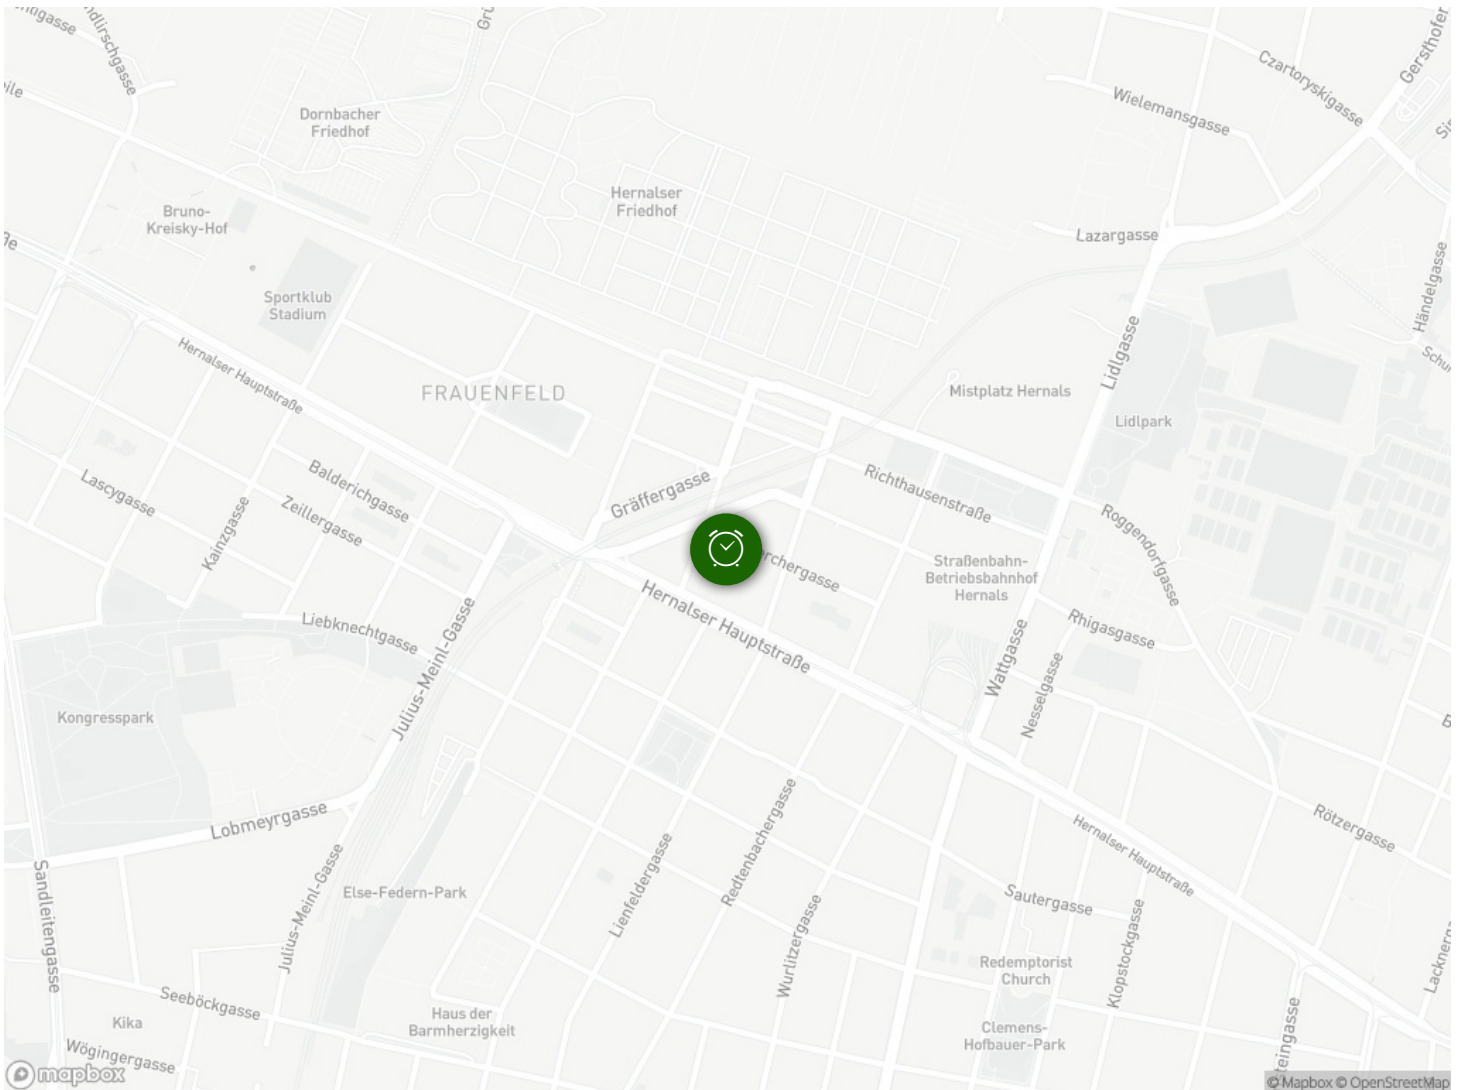 Czartoryskigasse
Gersthofer
Wielemansgasse
Dornbacher
Friedhof
Hernalser
Friedhof
Bruno-
Kreisky-Hof
Lazargasse
Händelgasse
Sportklub
Stadium
Hernalser Hauptstraße
Lidlgasse
FRAUENFELD
Mistplatz Hernals
Lidlpark
Lascygasse
Balderichgasse
Zeillergasse
Kainzgasse
Gräffergasse
Richthausenstraße
Roggendorfgasse
Straßenbahn-
Betriebsbahnhof
Hernals
Liebknechtgasse
Hernalser Hauptstraße
Rhigasgasse
Wattgasse
Nesselgasse
Julius-Meinl-Gasse
Kongresspark
Lobmeyrgasse
Rötzergasse
Hernalser Hauptstraße
Redtenbachergasse
Lienfeldergasse
Julius-Meinl-Gasse
Else-Federn-Park
Sandleitengasse
Sautergasse
Wurlitzergasse
Klopstockgasse
Redemptorist
Church
Seeböckgasse
Haus der
Barmherzigkeit
Kika
Clemens-
Hofbauer-Park
Wögingergasse
mapbox
© Mapbox © OpenStreetMap